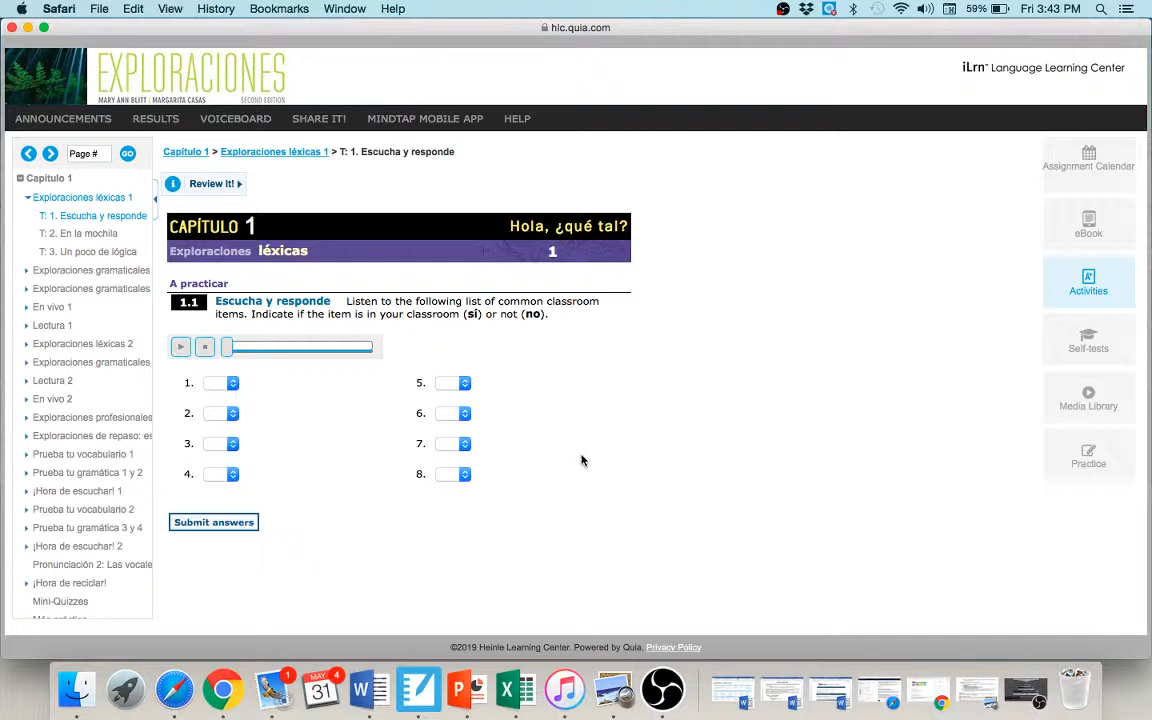 Safari File Edit View History Bookmarks Window Help 59% Fri 3:43 PM
hlc.quia.com
EXPLORACIONES
MARY ANN BLITT / MARGARITA CASAS SECOND EDITION
iLrn™ Language Learning Center
ANNOUNCEMENTS RESULTS VOICEBOARD SHARE IT! MINDTAP MOBILE APP HELP
Page # GO
Capítulo 1 > Exploraciones léxicas 1 > T: 1. Escucha y responde
Capítulo 1
Exploraciones léxicas 1
T: 1. Escucha y responde
T: 2. En la mochila
T: 3. Un poco de lógica
Exploraciones gramaticales
Exploraciones gramaticales
En vivo 1
Lectura 1
Exploraciones léxicas 2
Exploraciones gramaticales
Lectura 2
En vivo 2
Exploraciones profesionales
Exploraciones de repaso: es
Prueba tu vocabulario 1
Prueba tu gramática 1 y 2
¡Hora de escuchar! 1
Prueba tu vocabulario 2
Prueba tu gramática 3 y 4
¡Hora de escuchar! 2
Pronunciación 2: Las vocale
¡Hora de reciclar!
Mini-Quizzes
i Review It!
CAPÍTULO 1 Hola, ¿qué tal?
Exploraciones léxicas 1
A practicar
1.1 Escucha y responde Listen to the following list of common classroom
items. Indicate if the item is in your classroom (sí) or not (no).
1. 5.
2. 6.
3. 7.
4. 8.
Submit answers
Assignment Calendar
eBook
A+
Activities
Self-tests
Media Library
Practice
©2019 Heinle Learning Center. Powered by Quia. Privacy Policy
1
MAY 4
31
W
P
X